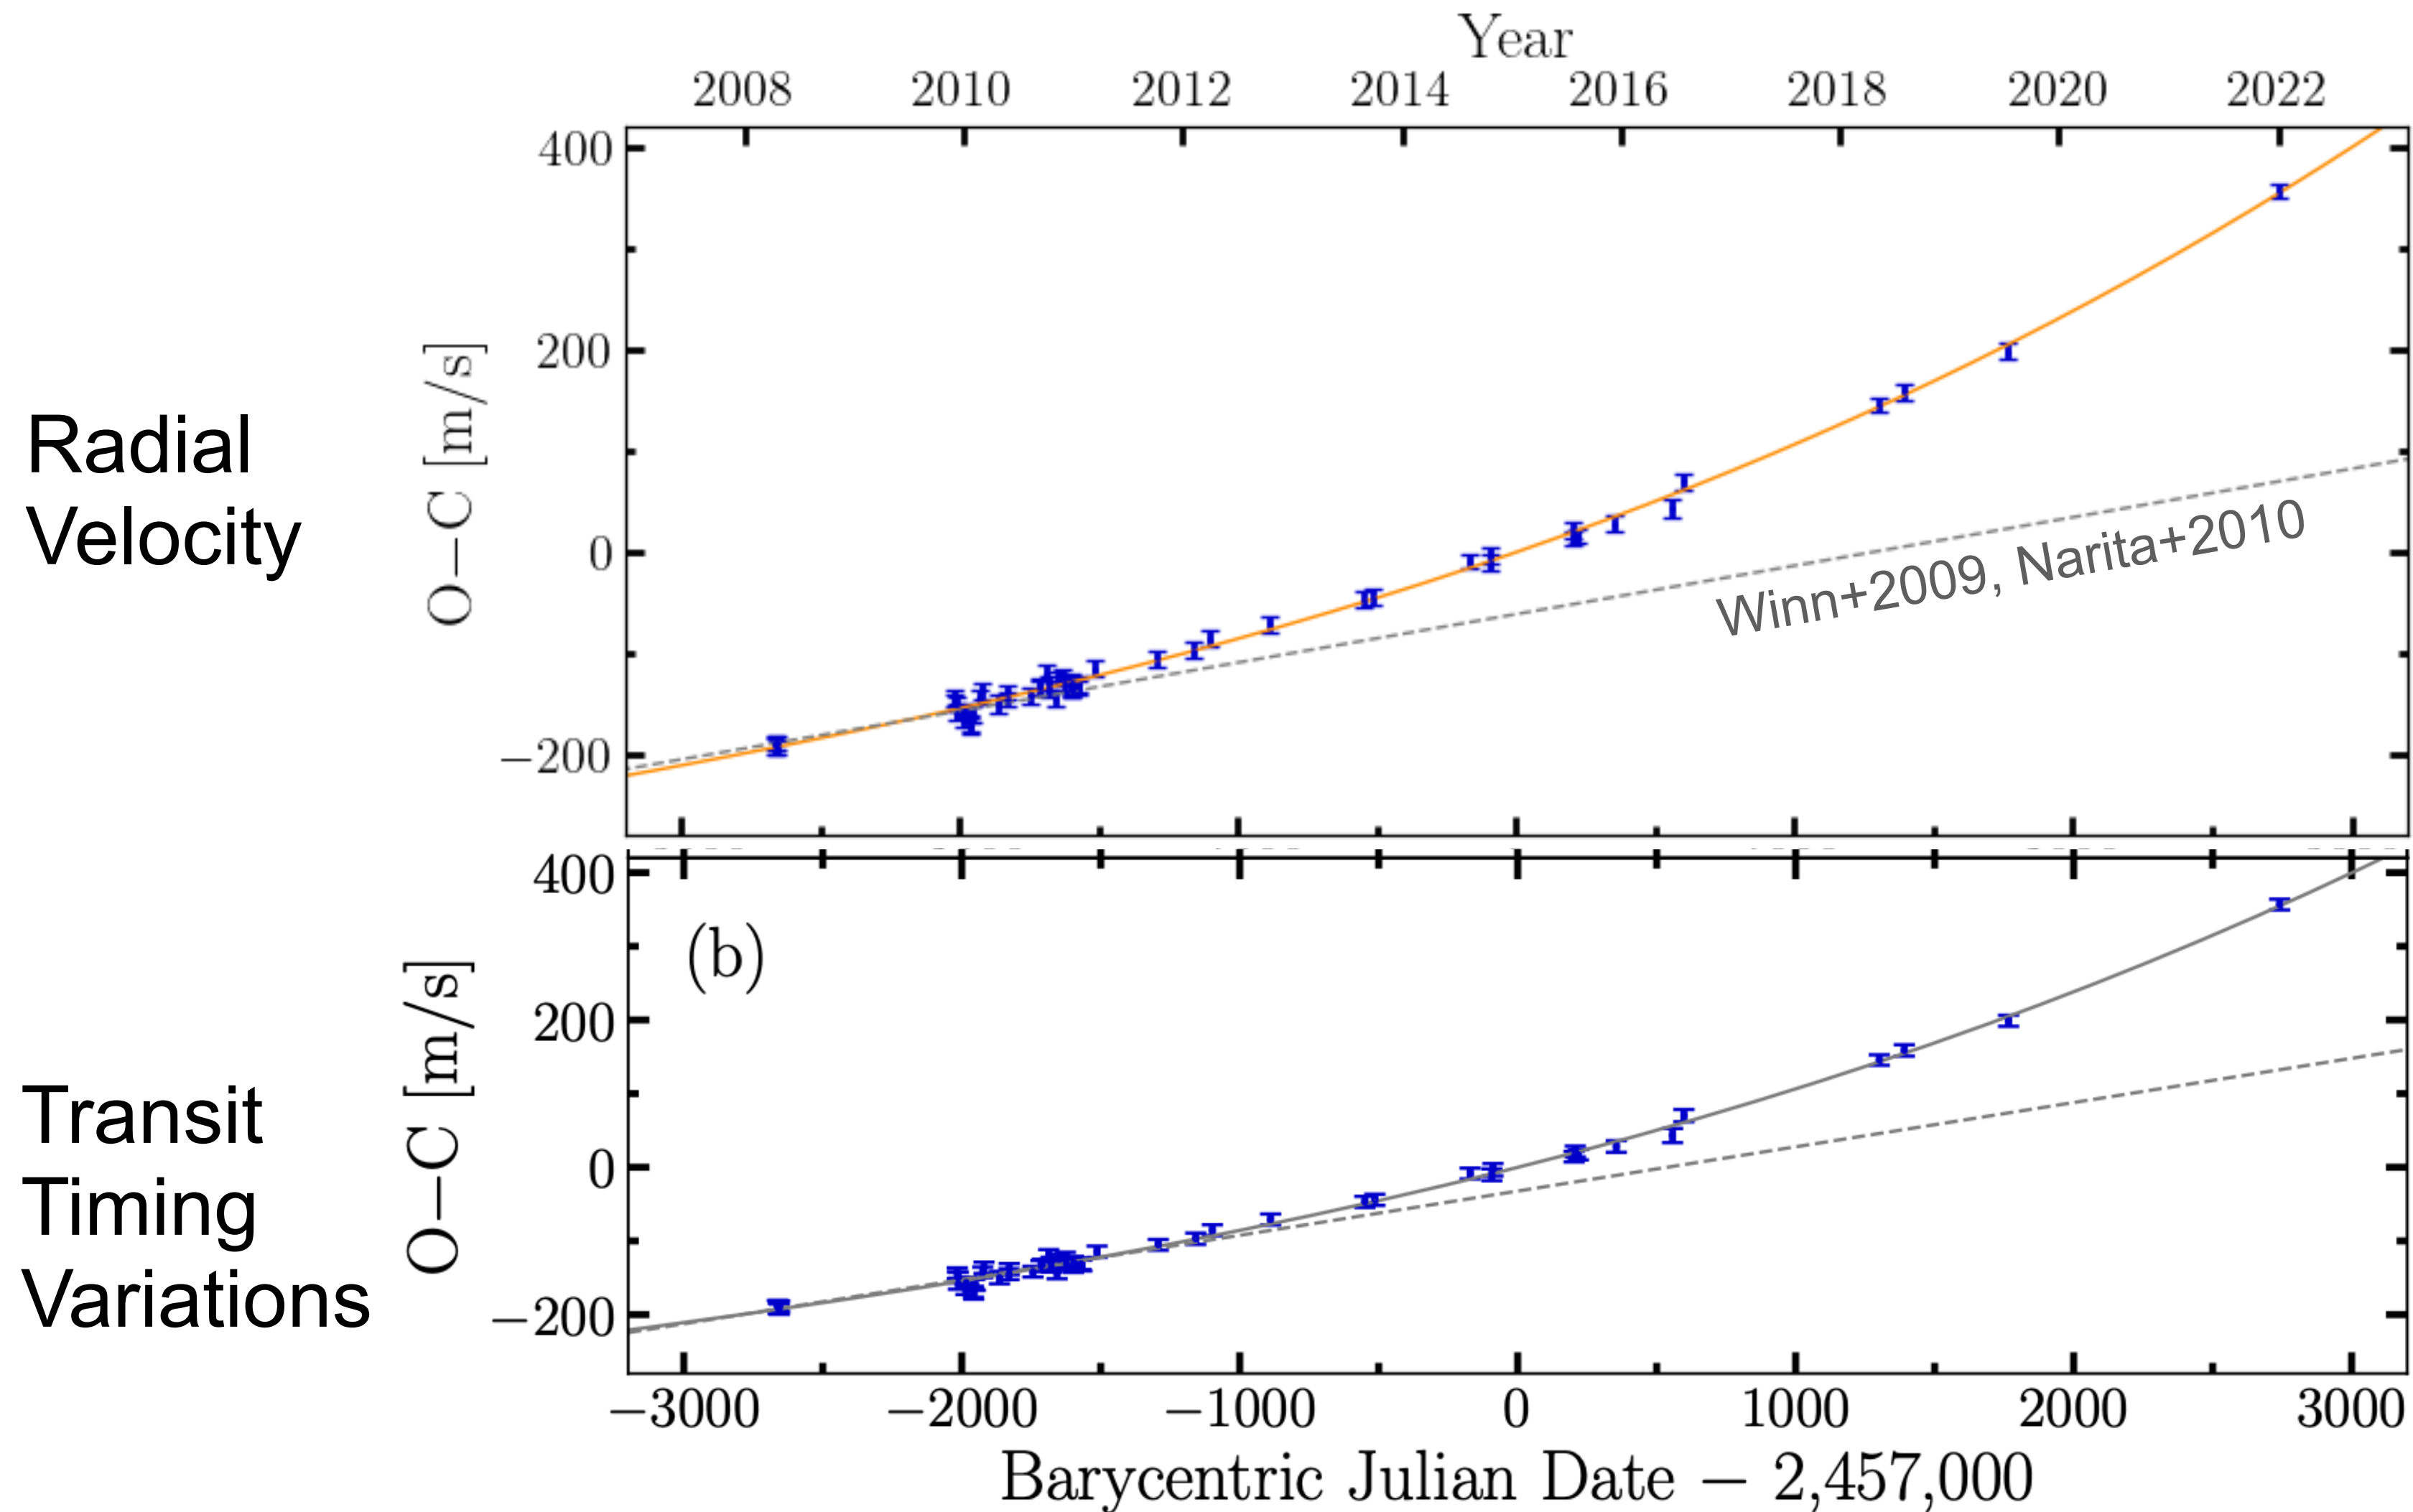 Year
2008 2010 2012 2014 2016 2018 2020 2022
400
200
0
−200
O−C [m/s]
Radial
Velocity
Winn+2009, Narita+2010
400
200
0
−200
O−C [m/s]
(b)
Transit
Timing
Variations
−3000 −2000 −1000 0 1000 2000 3000
Barycentric Julian Date − 2,457,000